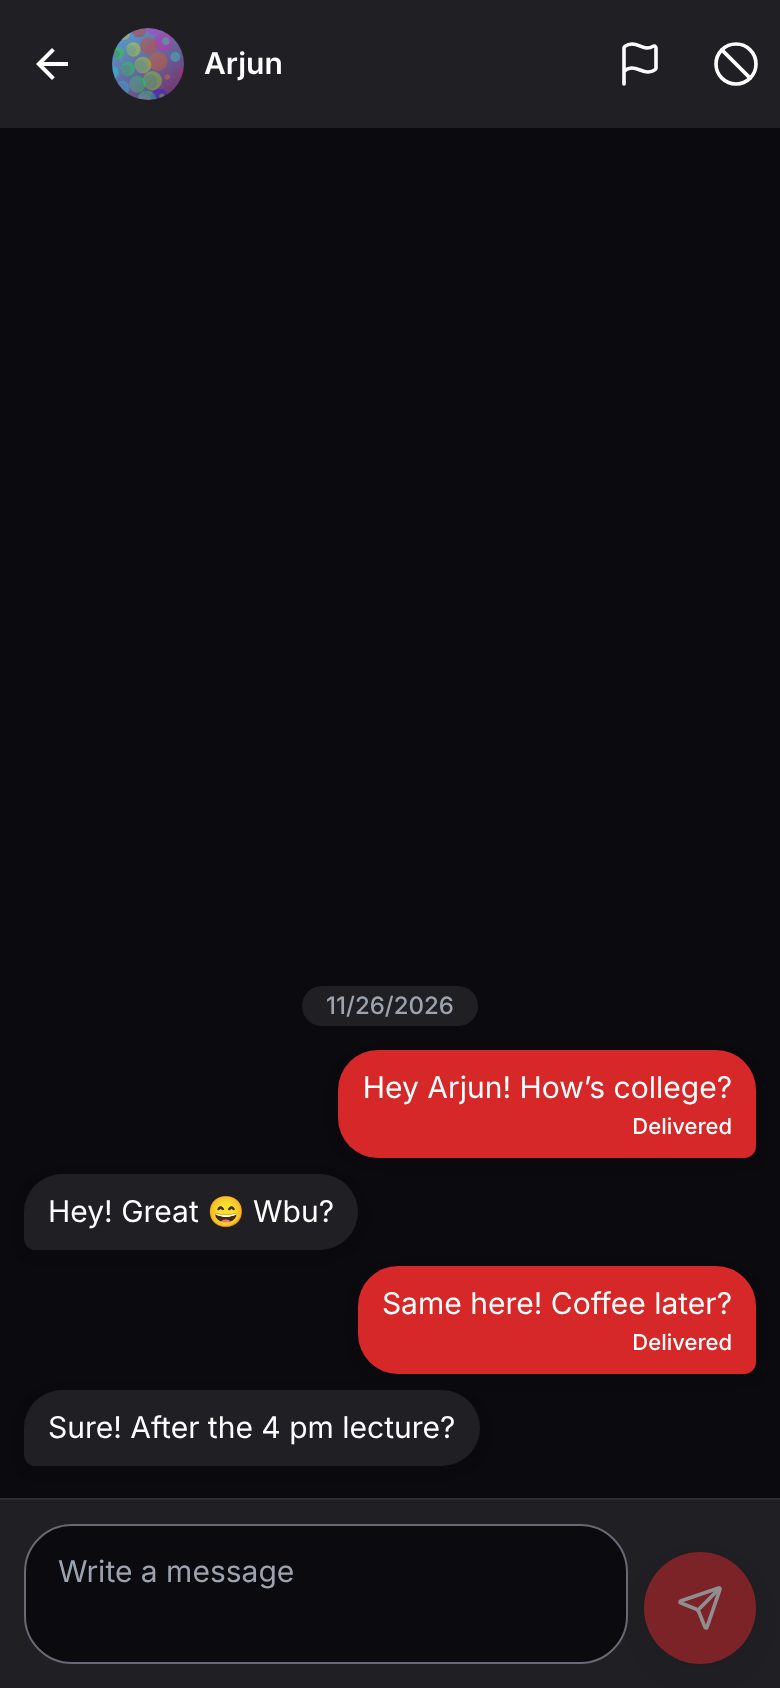 Arjun
11/26/2026
Hey Arjun! How’s college?
Delivered
Hey! Great 😄 Wbu?
Same here! Coffee later?
Delivered
Sure! After the 4 pm lecture?
Write a message